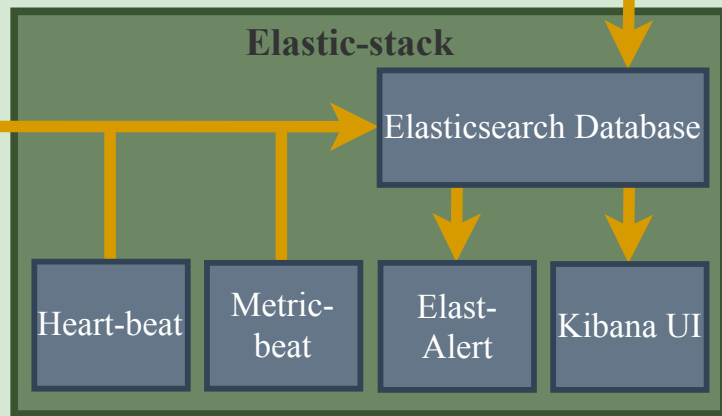 Elastic-stack
Elasticsearch Database
Heart-beat
Metric-
beat
Elast-
Alert
Kibana UI